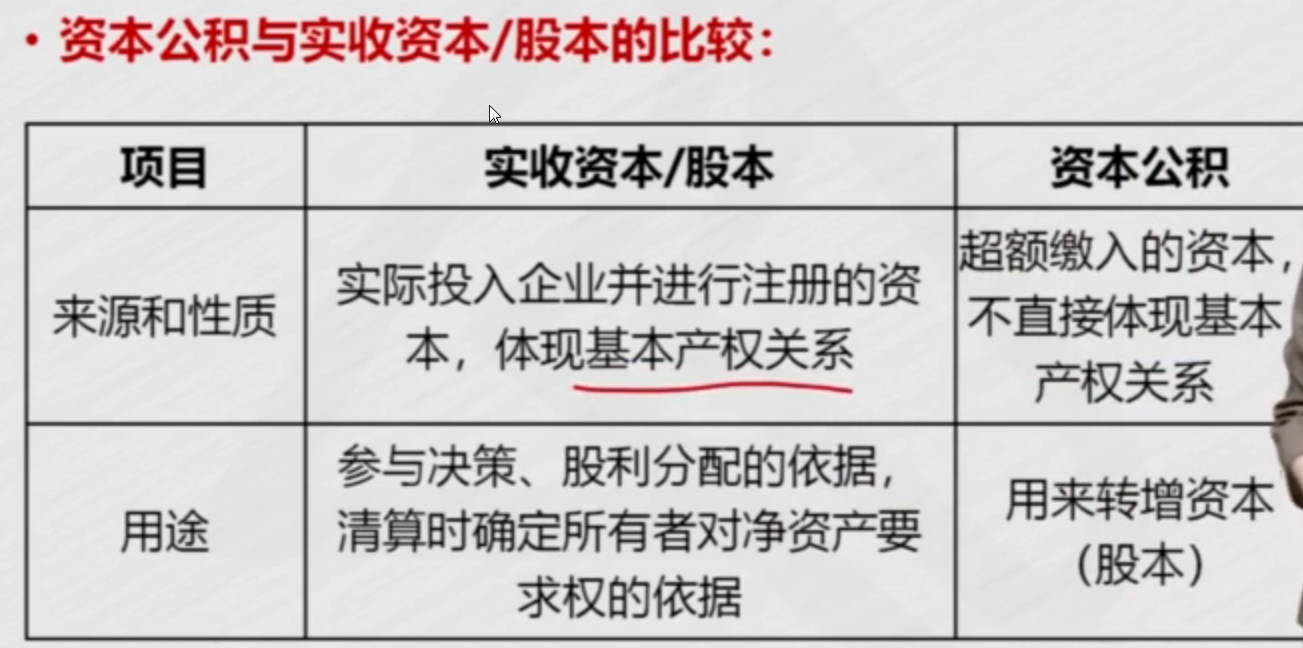 • 资本公积与实收资本/股本的比较：
项目
实收资本/股本
资本公积
来源和性质
实际投入企业并进行注册的资
本，体现基本产权关系
超额缴入的资本，
不直接体现基本
产权关系
用途
参与决策、股利分配的依据，
清算时确定所有者对净资产要
求权的依据
用来转增资本
（股本）